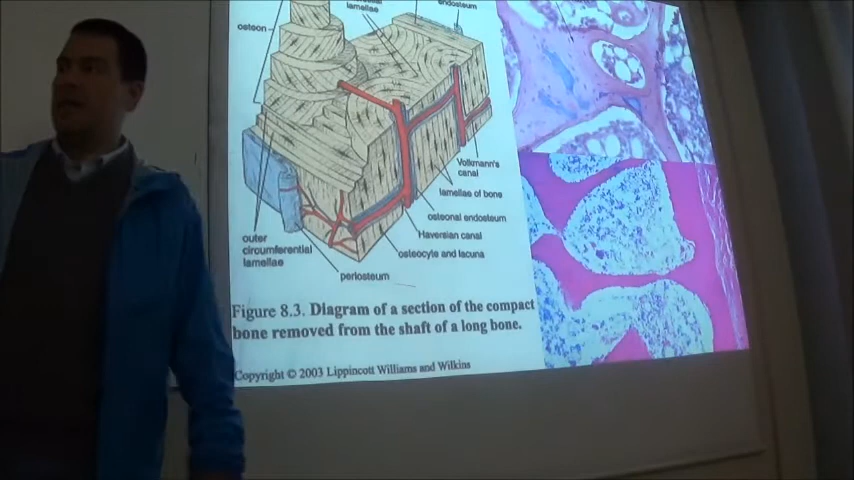 lamellae
endosteum
osteon
Volkmann's
canal
lamellae of bone
osteonal endosteum
Haversian canal
osteocyte and lacuna
outer
circumferential
lamellae
periosteum
Figure 8.3. Diagram of a section of the compact
bone removed from the shaft of a long bone.
Copyright © 2003 Lippincott Williams and Wilkins